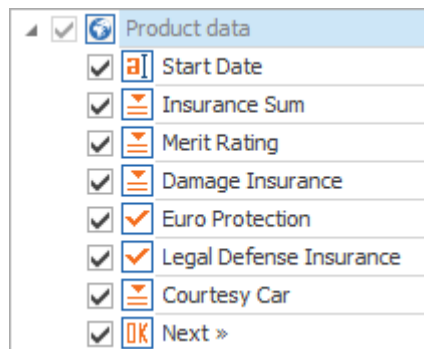 Product data
Start Date
Insurance Sum
Merit Rating
Damage Insurance
Euro Protection
Legal Defense Insurance
Courtesy Car
Next »